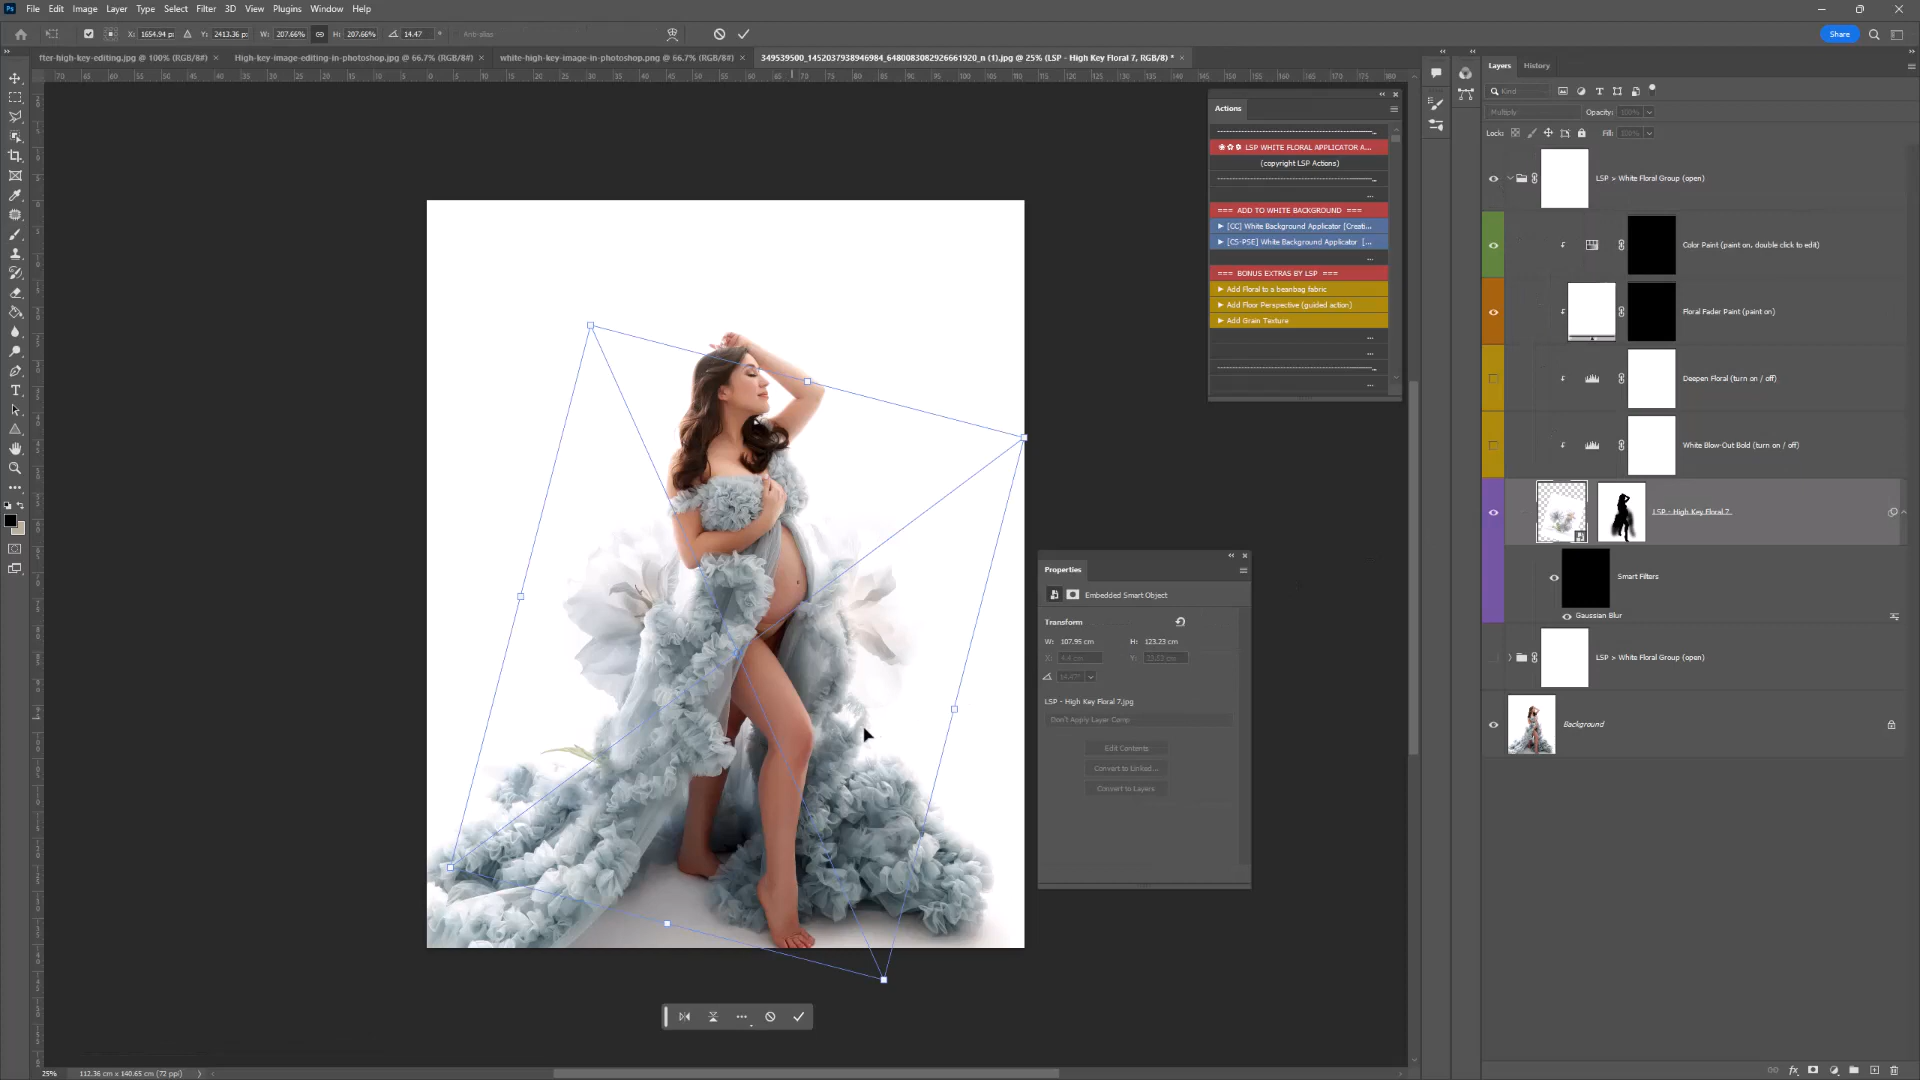 Ps File Edit Image Layer Type Select Filter 3D View Plugins Window Help
X: 1654.94 px Y: 2413.36 px W: 207.66% H: 207.66% 14.47 ° Anti-alias Share
fter-high-key-editing.jpg @ 100% (RGB/8#) × High-key-image-editing-in-photoshop.jpg @ 66.7% (RGB/8#) × white-high-key-image-in-photoshop.png @ 66.7% (RGB/8#) × 349539500_1452037938946984_6480083082926661920_n (1).jpg @ 25% (LSP - High Key Floral 7, RGB/8) * ×
Actions
LSP WHITE FLORAL APPLICATOR A...
(copyright LSP Actions)
...
=== ADD TO WHITE BACKGROUND ===
[CC] White Background Applicator [Creati...
[CS-PSE] White Background Applicator [...
...
=== BONUS EXTRAS BY LSP ===
Add Floral to a beanbag fabric
Add Floor Perspective (guided action)
Add Grain Texture
...
...
...
Properties
Embedded Smart Object
Transform
W: 107.95 cm H: 123.23 cm
X: 4.4 cm Y: 23.52 cm
14.47°
LSP - High Key Floral 7.jpg
Don't Apply Layer Comp
Edit Contents
Convert to Linked...
Convert to Layers
Layers History
Kind
Multiply Opacity: 100%
Lock: Fill: 100%
LSP > White Floral Group (open)
Color Paint (paint on, double click to edit)
Floral Fader Paint (paint on)
Deepen Floral (turn on / off)
White Blow-Out Bold (turn on / off)
LSP - High Key Floral 7
Smart Filters
Gaussian Blur
LSP > White Floral Group (open)
Background
25% 112.36 cm x 140.65 cm (72 ppi)